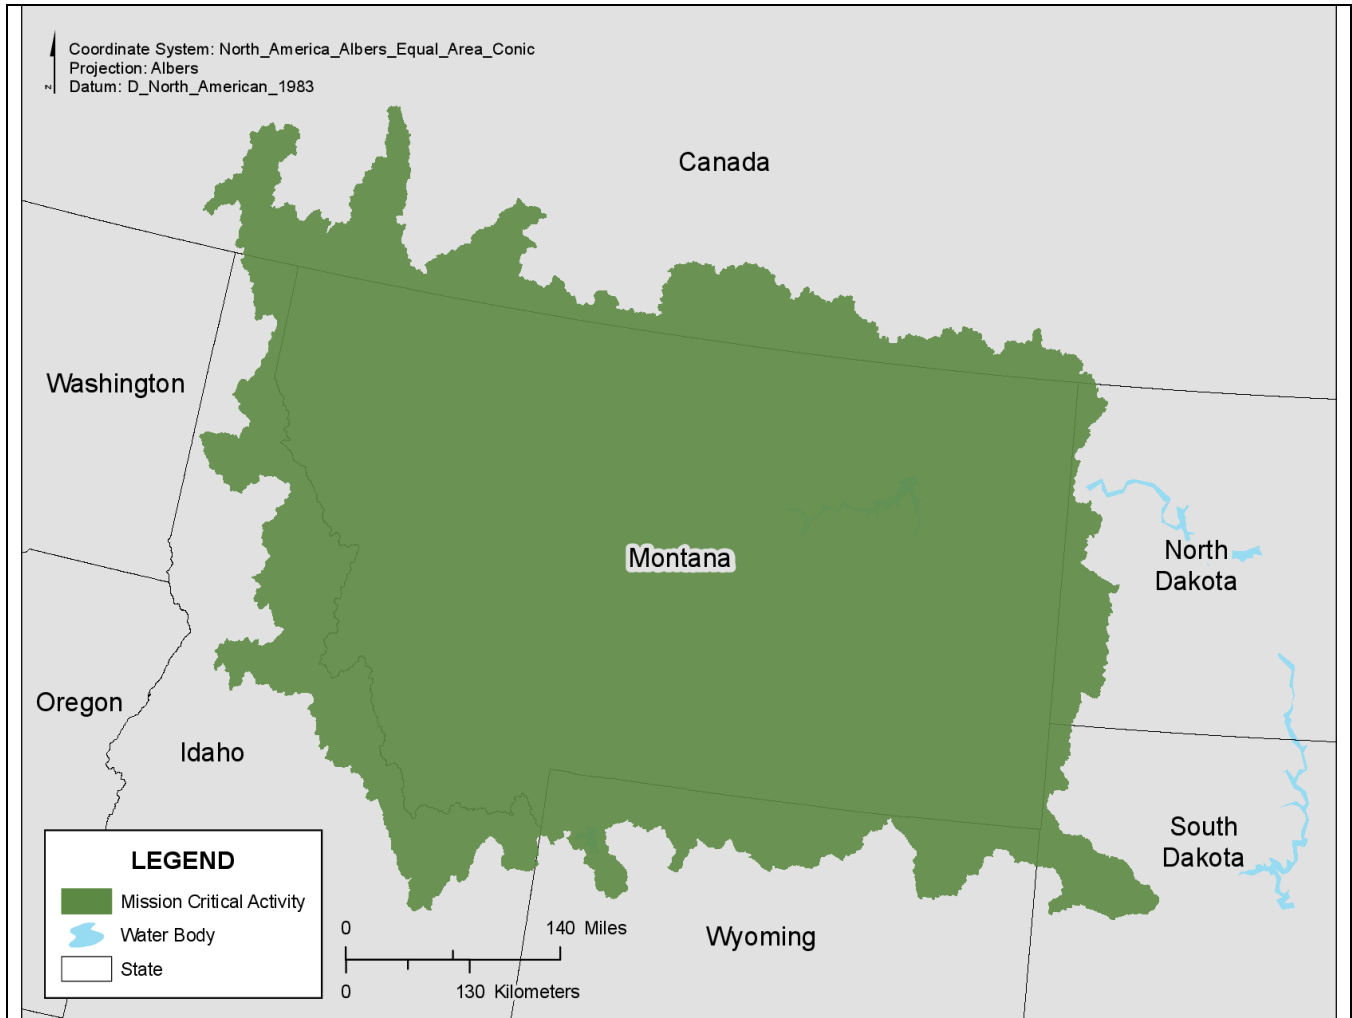 Coordinate System: North_America_Albers_Equal_Area_Conic
Projection: Albers
Datum: D_North_American_1983
N
Canada
Washington
Montana
North
Dakota
Oregon
Idaho
South
Dakota
Wyoming
LEGEND
Mission Critical Activity
Water Body
State
0 140 Miles
0 130 Kilometers